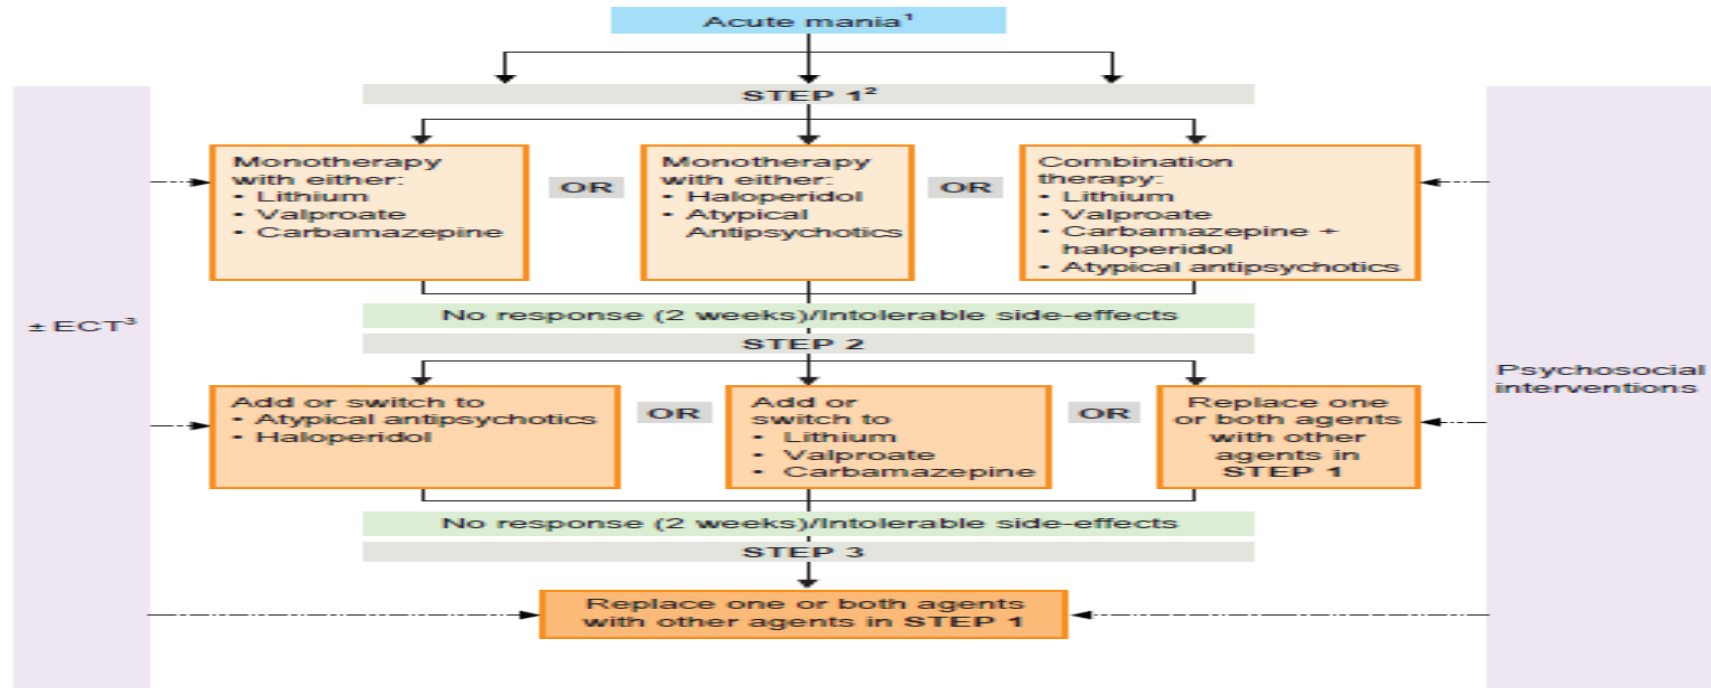 Acute mania¹
STEP 1²
Monotherapy
with either:
• Lithium
• Valproate
• Carbamazepine
OR
Monotherapy
with either:
• Haloperidol
• Atypical
Antipsychotics
OR
Combination
therapy:
• Lithium
• Valproate
• Carbamazepine +
haloperidol
• Atypical antipsychotics
± ECT³
No response (2 weeks)/Intolerable side-effects
STEP 2
Psychosocial
interventions
Add or switch to
• Atypical antipsychotics
• Haloperidol
OR
Add or
switch to
• Lithium
• Valproate
• Carbamazepine
OR
Replace one
or both agents
with other
agents in
STEP 1
No response (2 weeks)/Intolerable side-effects
STEP 3
Replace one or both agents
with other agents in STEP 1